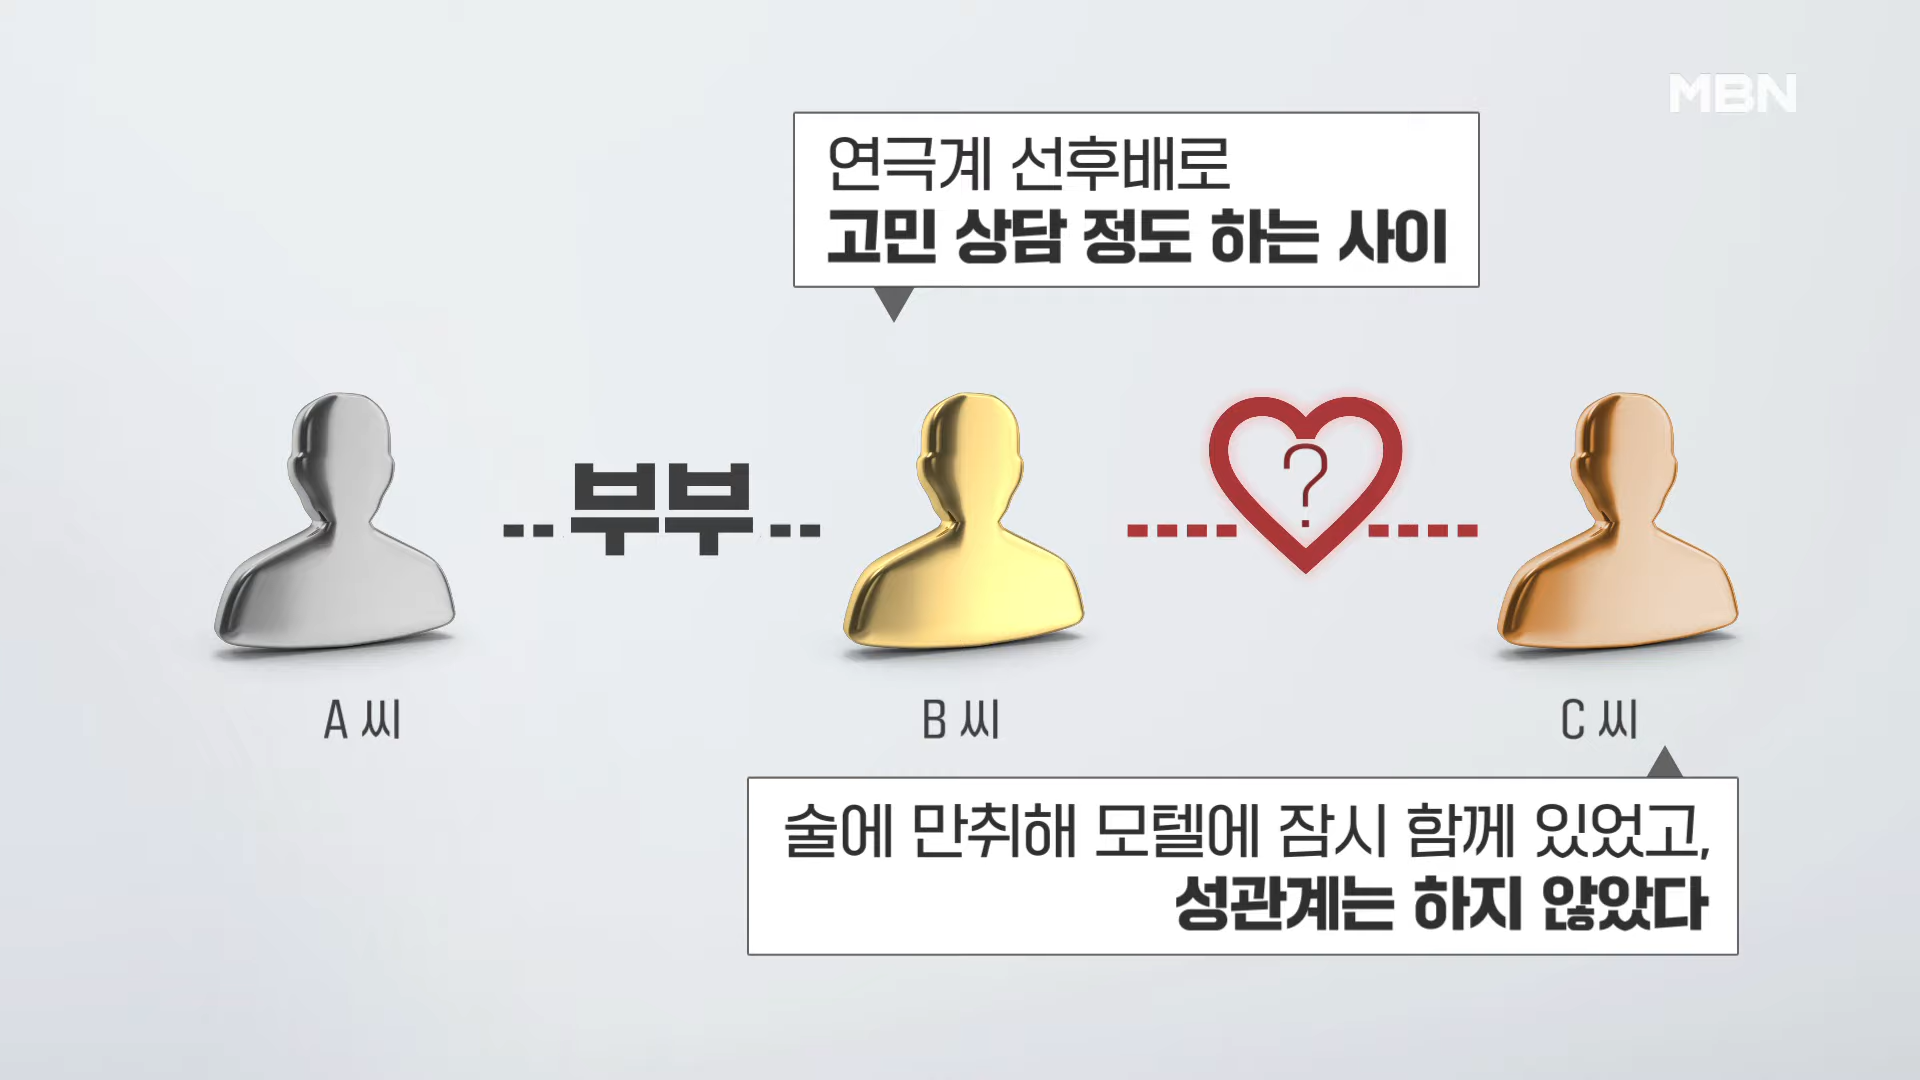 MBN
연극계 선후배로
고민 상담 정도 하는 사이
부부
?
A 씨
B 씨
C 씨
술에 만취해 모텔에 잠시 함께 있었고,
성관계는 하지 않았다